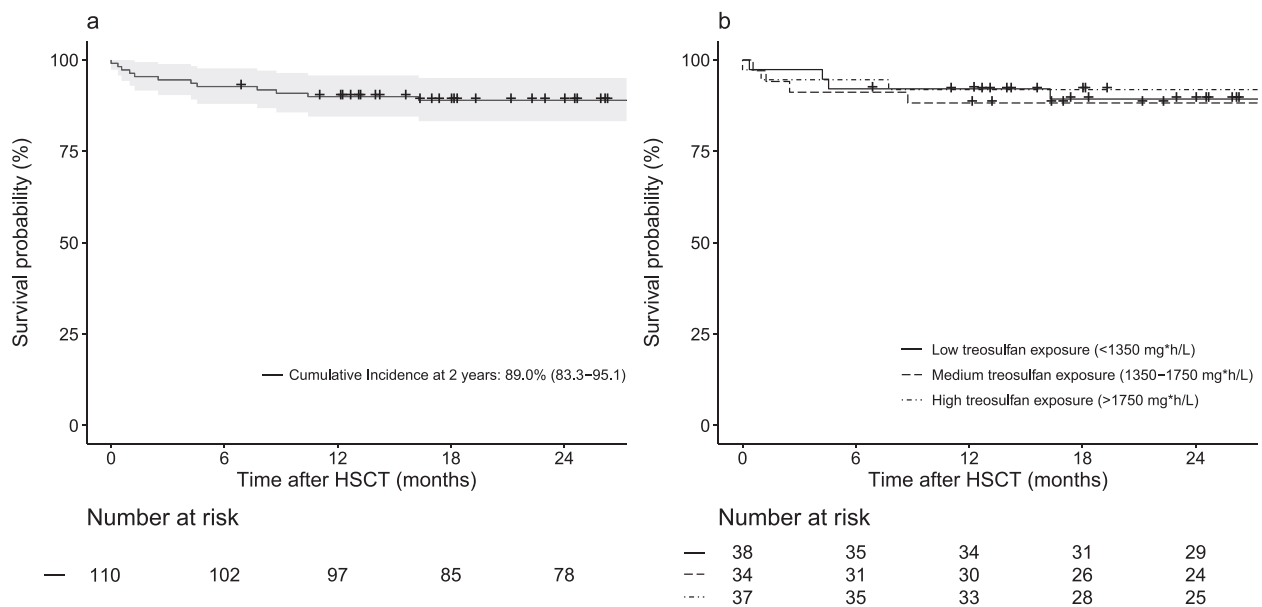 a
100
75
50
25
0
Survival probability (%)
Cumulative Incidence at 2 years: 89.0% (83.3−95.1)
0 6 12 18 24
Time after HSCT (months)
Number at risk
110 102 97 85 78
b
100
75
50
25
0
Survival probability (%)
Low treosulfan exposure (<1350 mg*h/L)
Medium treosulfan exposure (1350−1750 mg*h/L)
High treosulfan exposure (>1750 mg*h/L)
0 6 12 18 24
Time after HSCT (months)
Number at risk
38 35 34 31 29
34 31 30 26 24
37 35 33 28 25